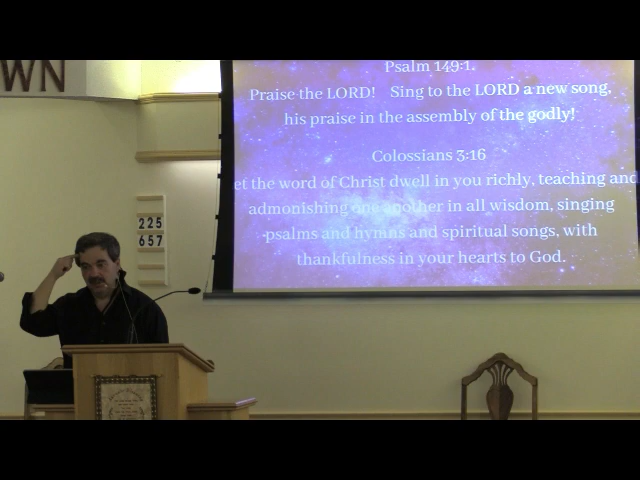 WN
Psalm 149:1.
Praise the LORD! Sing to the LORD a new song,
his praise in the assembly of the godly!
Colossians 3:16
et the word of Christ dwell in you richly, teaching and
admonishing one another in all wisdom, singing
psalms and hymns and spiritual songs, with
thankfulness in your hearts to God.
225
657